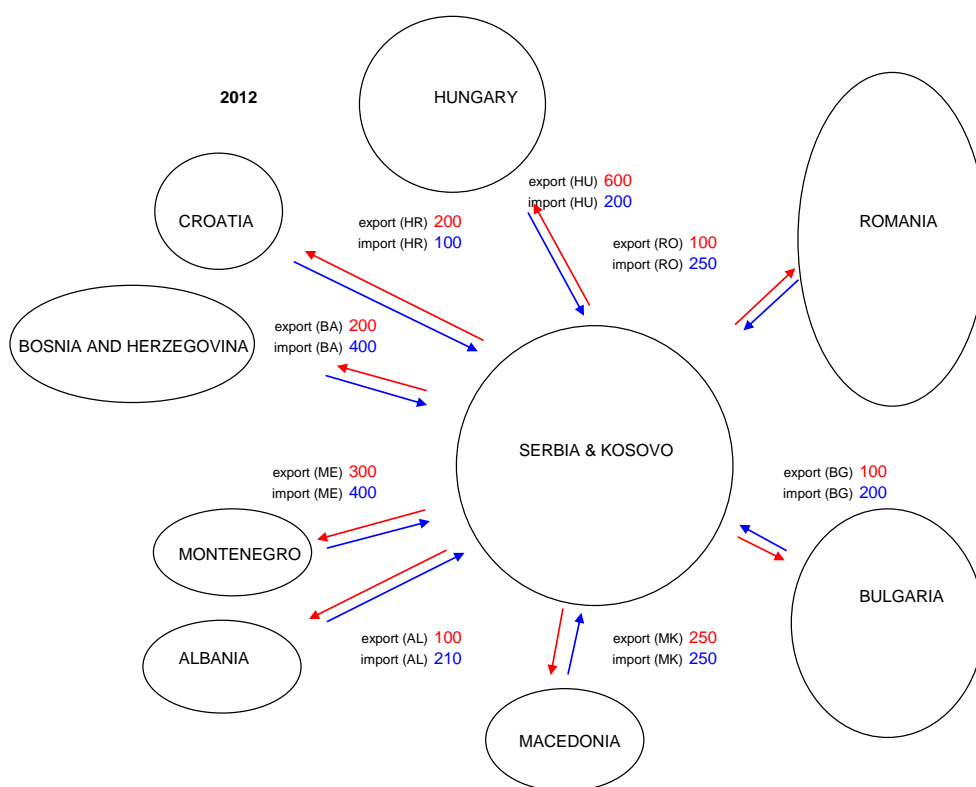 2012
HUNGARY
export (HU) 600
import (HU) 200
CROATIA
export (HR) 200
import (HR) 100
export (RO) 100
import (RO) 250
ROMANIA
export (BA) 200
import (BA) 400
BOSNIA AND HERZEGOVINA
SERBIA & KOSOVO
export (ME) 300
import (ME) 400
export (BG) 100
import (BG) 200
MONTENEGRO
BULGARIA
export (AL) 100
import (AL) 210
export (MK) 250
import (MK) 250
ALBANIA
MACEDONIA